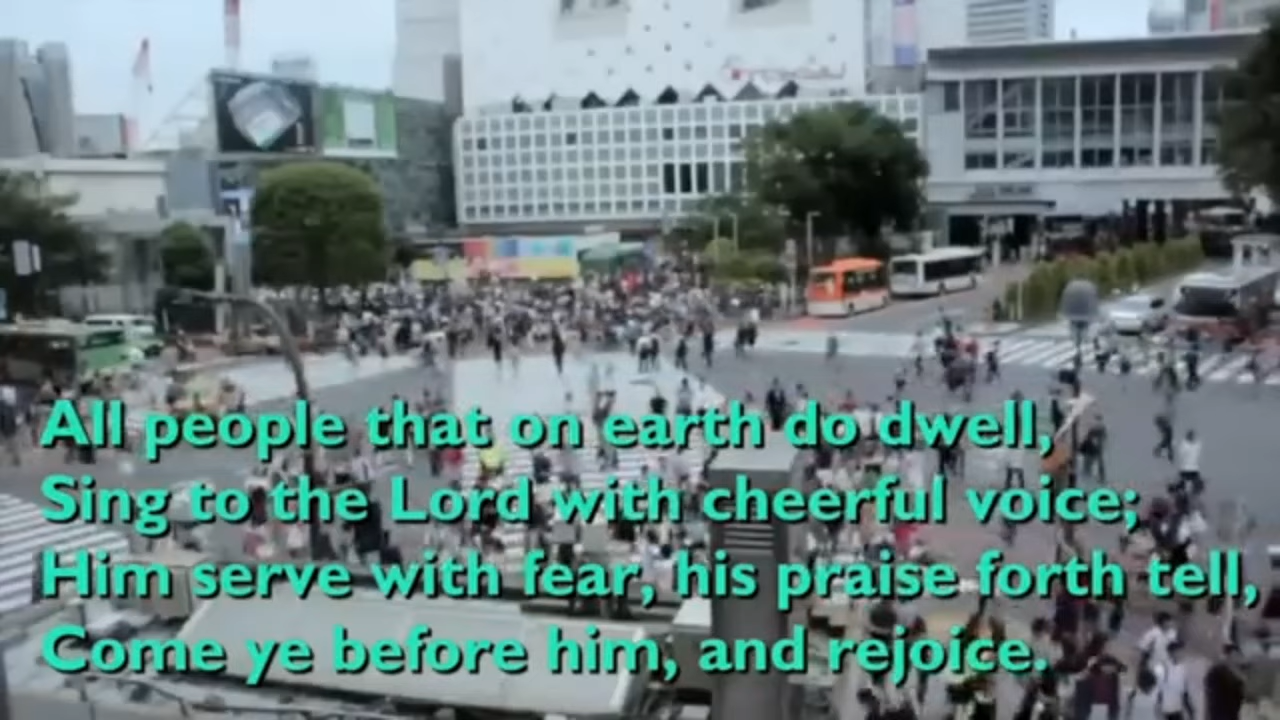 All people that on earth do dwell,
Sing to the Lord with cheerful voice;
Him serve with fear, his praise forth tell,
Come ye before him, and rejoice.